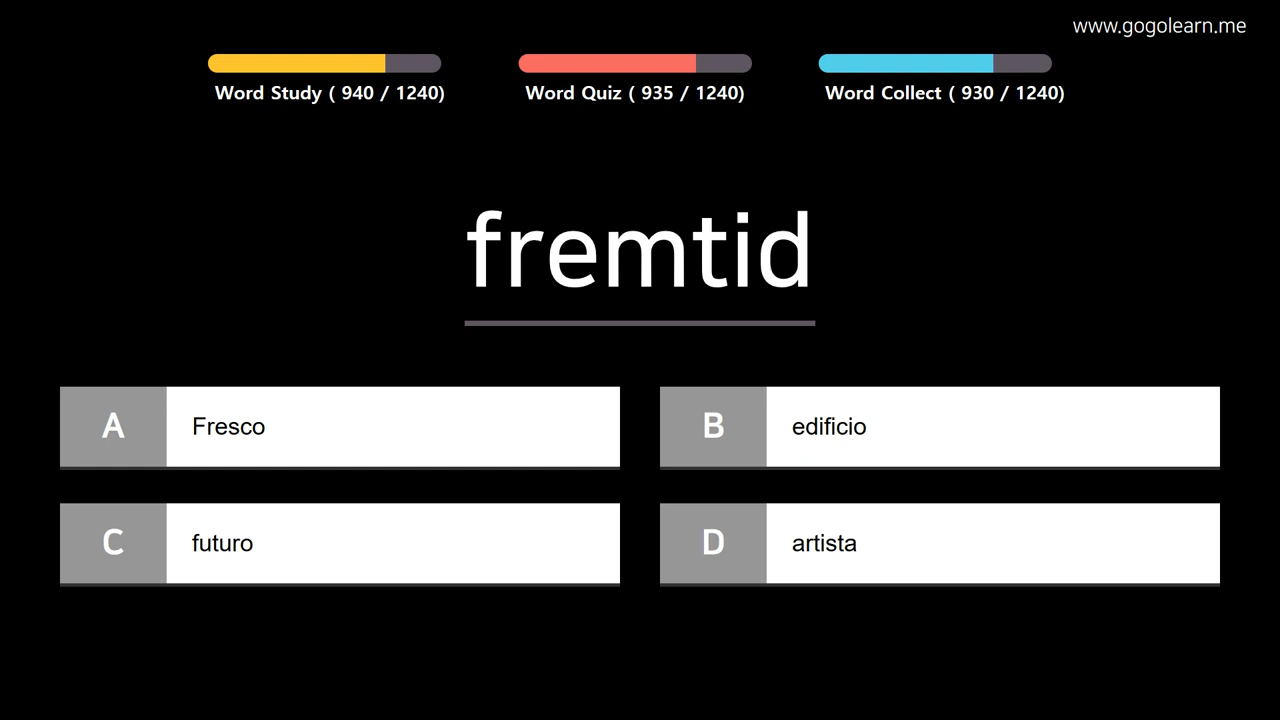 www.gogolearn.me
Word Study ( 940 / 1240)
Word Quiz ( 935 / 1240)
Word Collect ( 930 / 1240)
fremtid
A Fresco
B edificio
C futuro
D artista